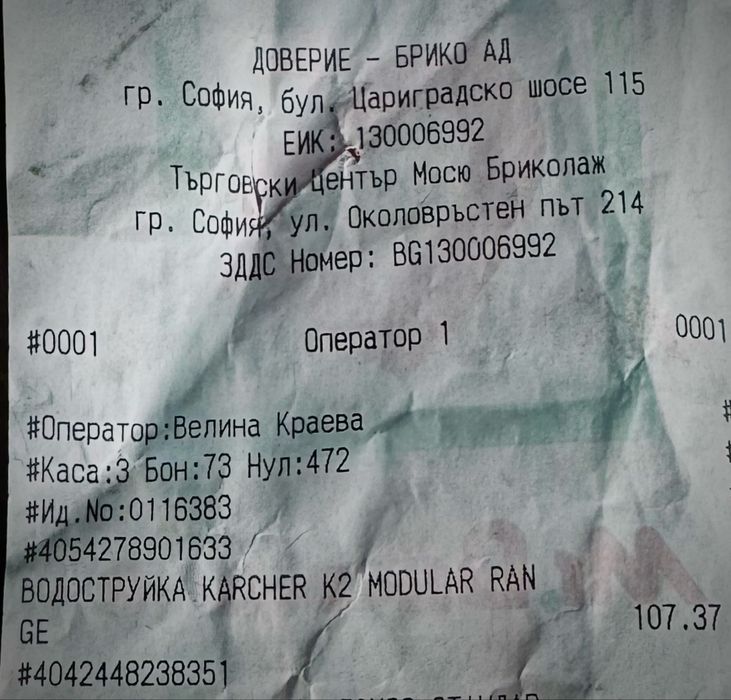 ДОВЕРИЕ - БРИКО АД
гр. София, бул. Цариградско шосе 115
ЕИК: 130006992
Търговски център Мосю Бриколаж
гр. София, ул. Околовръстен път 214
ЗДДС Номер: BG130006992
#0001 Оператор 1 0001
#Оператор:Велина Краева #
#Каса:3 Бон:73 Нул:472
#Ид.No:0116383
#4054278901633
ВОДОСТРУЙКА KARCHER K2 MODULAR RAN
GE 107.37
#4042448238351